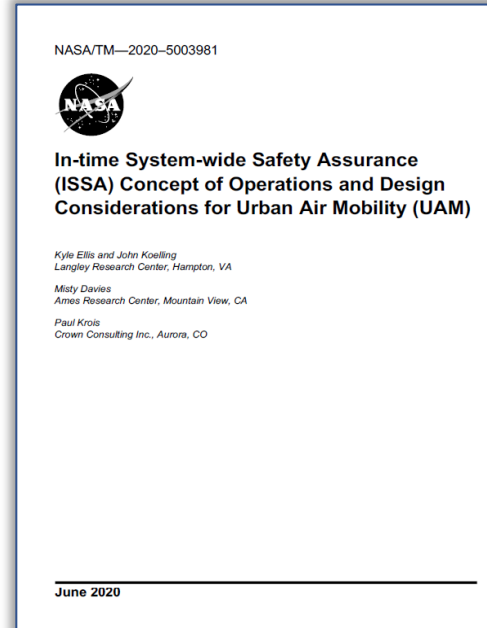 NASA/TM—2020–5003981
NASA
In-time System-wide Safety Assurance
(ISSA) Concept of Operations and Design
Considerations for Urban Air Mobility (UAM)
Kyle Ellis and John Koelling
Langley Research Center, Hampton, VA
Misty Davies
Ames Research Center, Mountain View, CA
Paul Krois
Crown Consulting Inc., Aurora, CO
June 2020